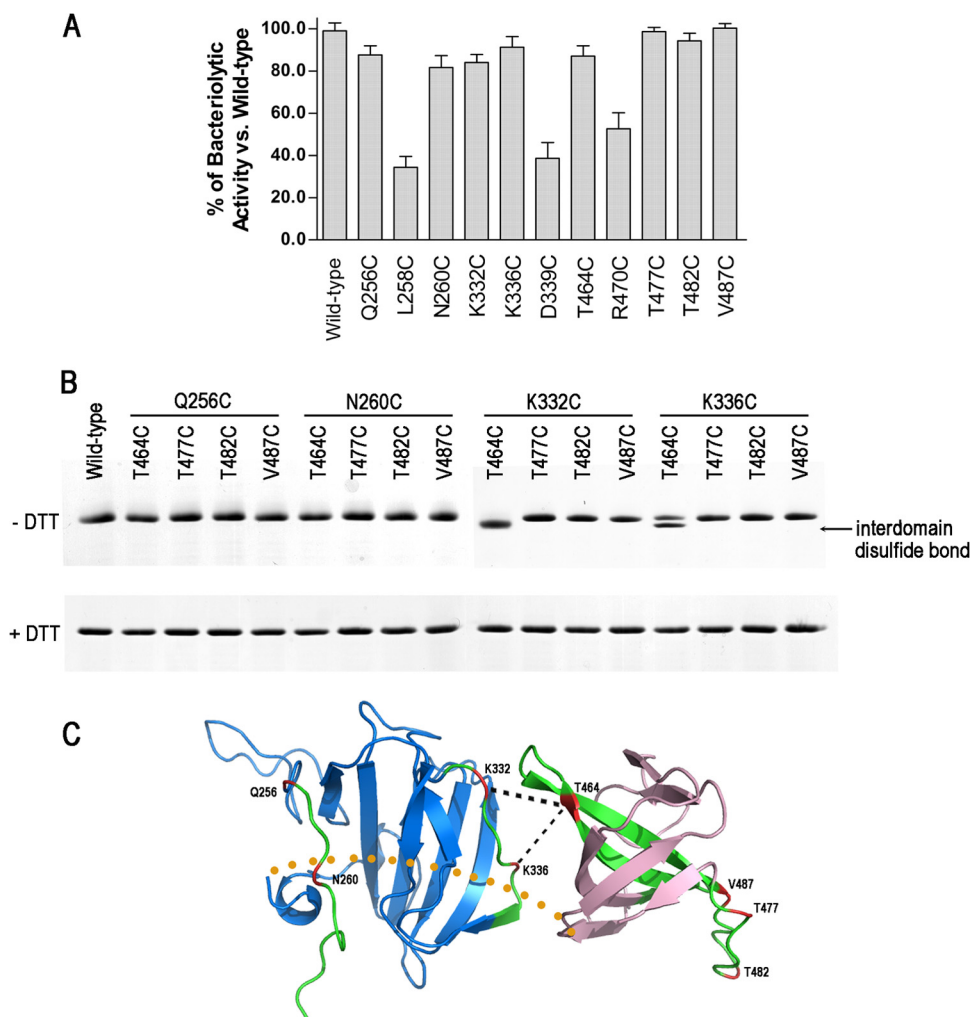 A
% of Bacteriolytic
Activity vs. Wild-type
100.0
80.0
60.0
40.0
20.0
0.0
Wild-type
Q256C
L258C
N260C
K332C
K336C
D339C
T464C
R470C
T477C
T482C
V487C
B
Q256C N260C K332C K336C
Wild-type T464C T477C T482C V487C T464C T477C T482C V487C T464C T477C T482C V487C T464C T477C T482C V487C
- DTT
interdomain
disulfide bond
+ DTT
C
K332
Q256
T464
K336
N260
V487
T477
T482